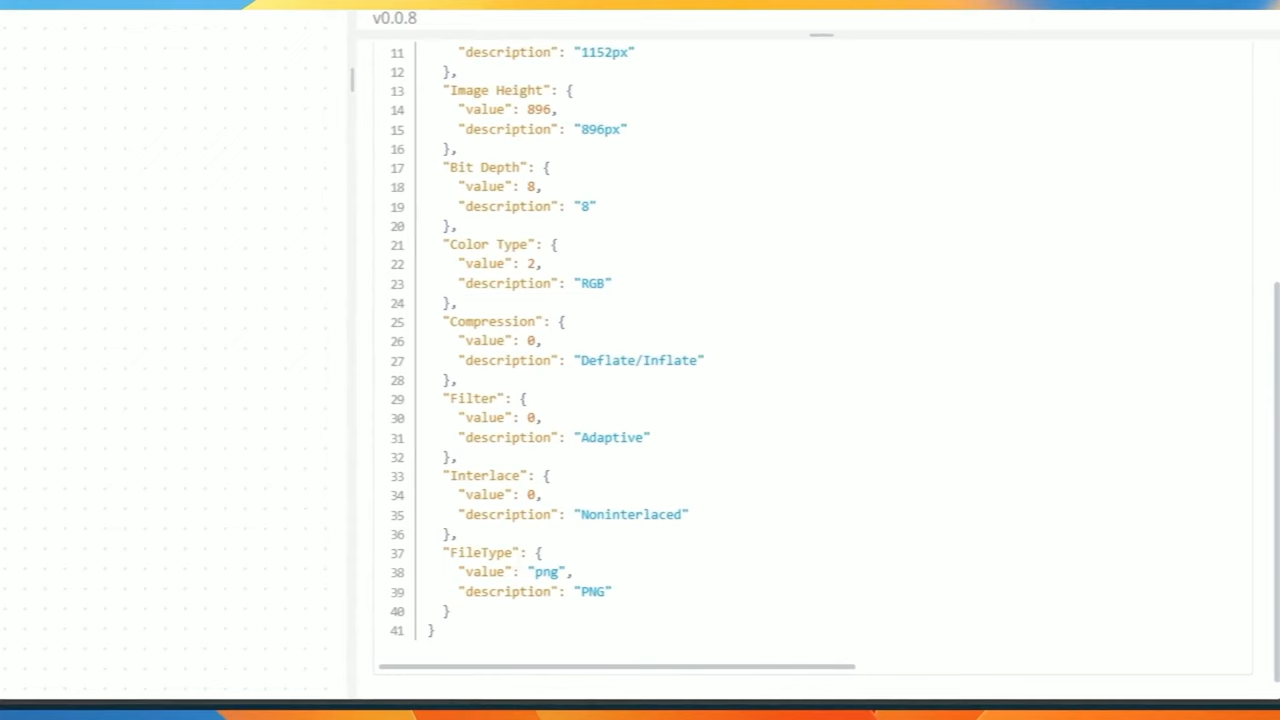 v0.0.8
11 "description": "1152px"
12 },
13 "Image Height": {
14 "value": 896,
15 "description": "896px"
16 },
17 "Bit Depth": {
18 "value": 8,
19 "description": "8"
20 },
21 "Color Type": {
22 "value": 2,
23 "description": "RGB"
24 },
25 "Compression": {
26 "value": 0,
27 "description": "Deflate/Inflate"
28 },
29 "Filter": {
30 "value": 0,
31 "description": "Adaptive"
32 },
33 "Interlace": {
34 "value": 0,
35 "description": "Noninterlaced"
36 },
37 "FileType": {
38 "value": "png",
39 "description": "PNG"
40 }
41 }